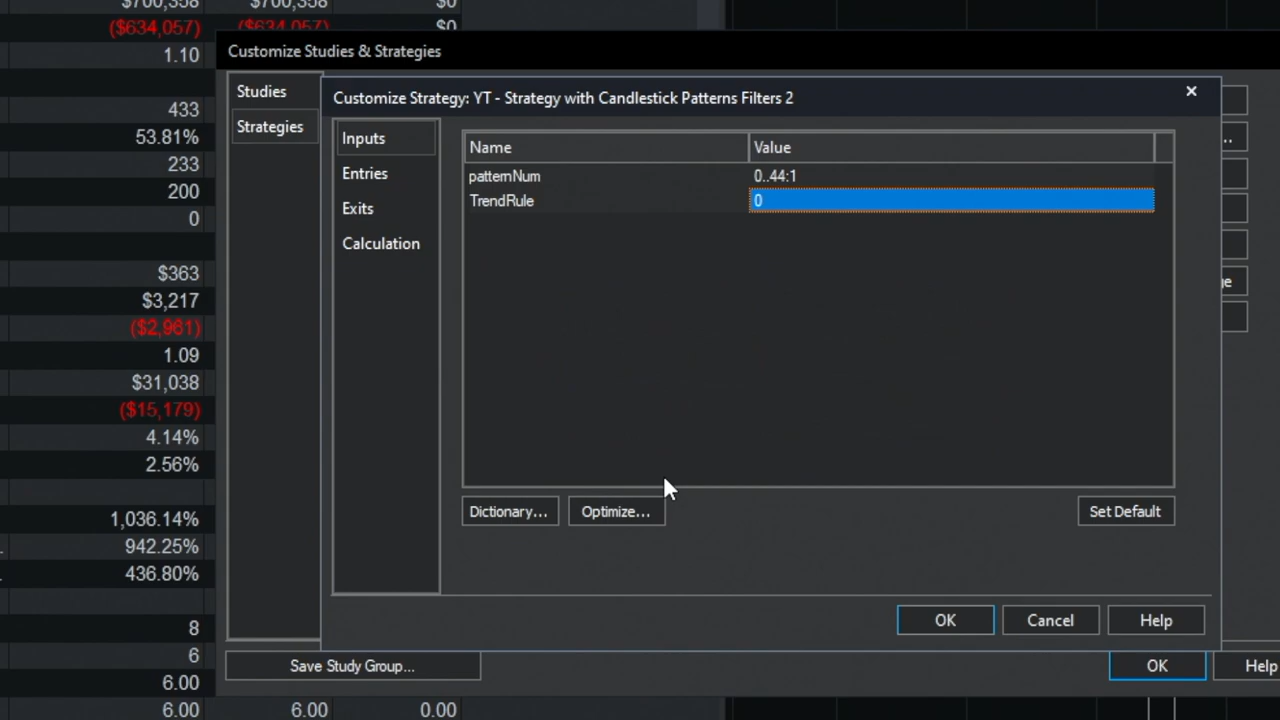 $700,358 $700,358 $0
($634,057) ($634,057) $0
1.10
433
53.81%
233
200
0
$363
$3,217
($2,961)
1.09
$31,038
($15,179)
4.14%
2.56%
1,036.14%
942.25%
436.80%
8
6
6.00
6.00 6.00 0.00
Customize Studies & Strategies
Studies
Strategies
Customize Strategy: YT - Strategy with Candlestick Patterns Filters 2
Inputs
Entries
Exits
Calculation
Name Value
patternNum 0..44:1
TrendRule 0
Dictionary... Optimize... Set Default
OK Cancel Help
Save Study Group... OK Help